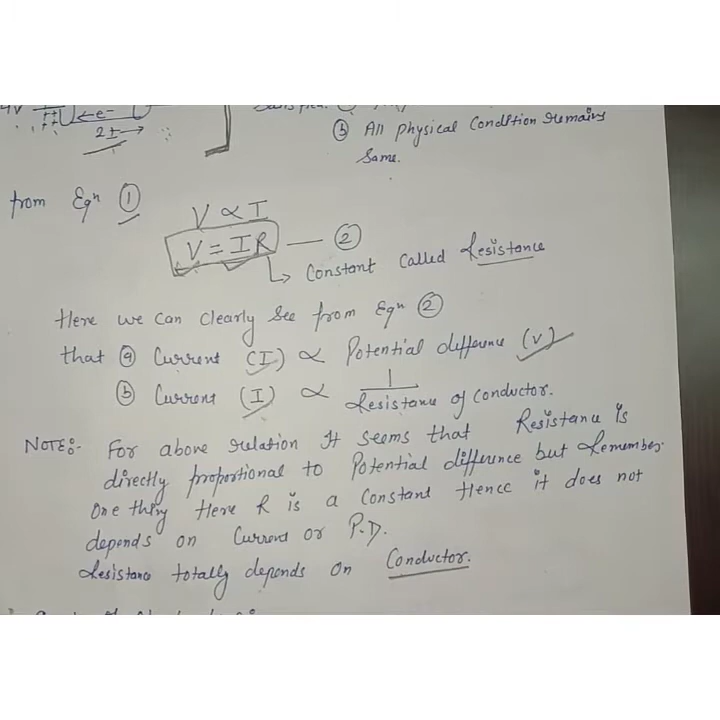 e-
2I
ⓑ All physical Condition remains
Same.
from Eqⁿ ①
V ∝ I
V = IR — ②
↳ Constant Called Resistance
Here we can clearly see from Eqⁿ ②
that ⓐ Current (I) ∝ Potential difference (V)
ⓑ Current (I) ∝ 1
Resistance of conductor.
NOTE:- For above relation It seems that Resistance is
directly proportional to Potential difference but Remember
One thing Here R is a Constant Hence it does not
depends on Current or P.D.
Resistance totally depends on Conductor.